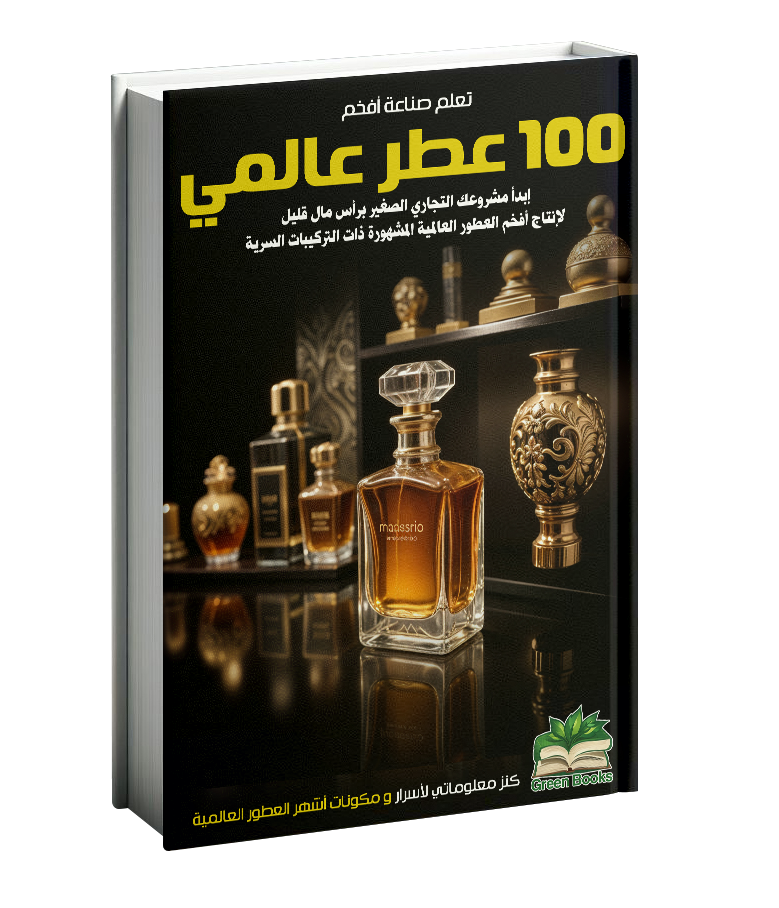 تعلم صناعة أفخم
100 عطر عالمي
إبدأ مشروعك التجاري الصغير برأس مال قليل
لإنتاج أفخم العطور العالمية المشهورة ذات التركيبات السرية
maassrio
Green Books
كنز معلوماتي لأسرار و مكونات أشهر العطور العالمية